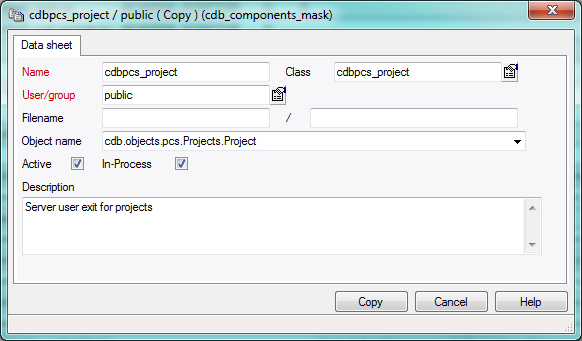 cdbpcs_project / public ( Copy ) (cdb_components_mask)
Data sheet
Name cdbpcs_project Class cdbpcs_project
User/group public
Filename /
Object name cdb.objects.pcs.Projects.Project
Active In-Process
Description
Server user exit for projects
Copy Cancel Help